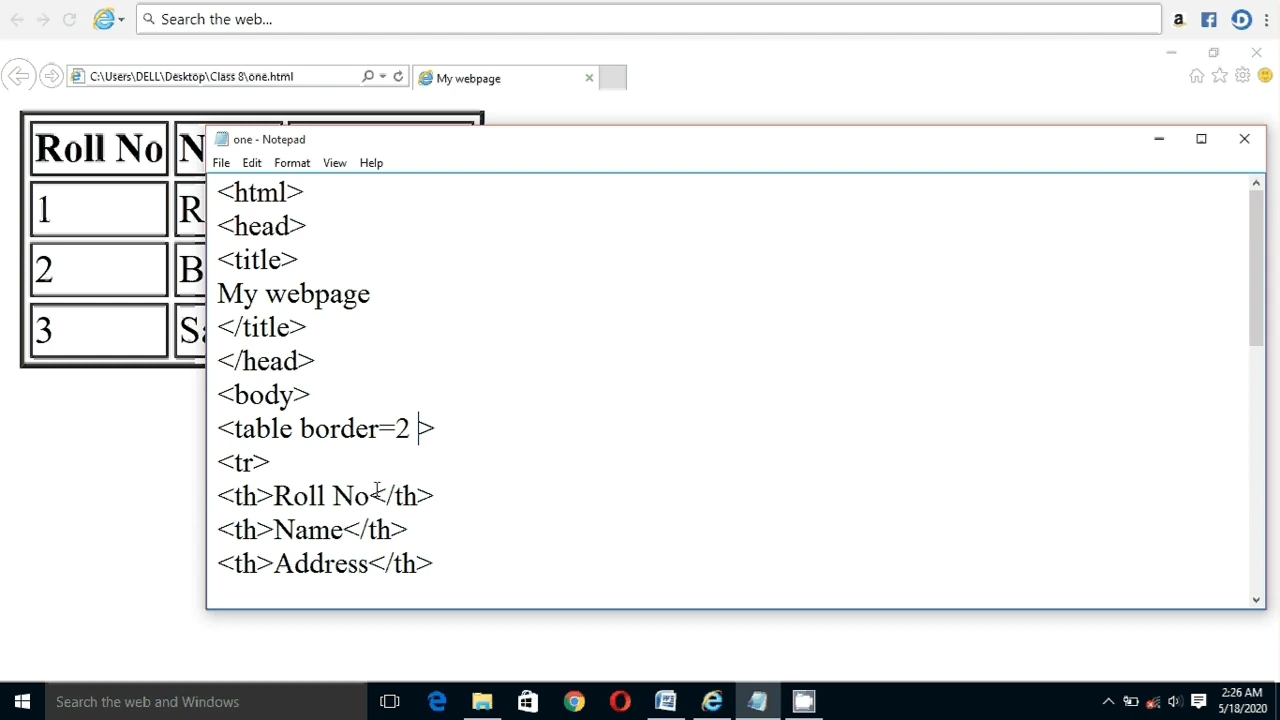 Search the web...
C:\Users\DELL\Desktop\Class 8\one.html
My webpage
Roll No
N
1
R
2
B
3
Sa
one - Notepad
File Edit Format View Help
<html>
<head>
<title>
My webpage
</title>
</head>
<body>
<table border=2 >
<tr>
<th>Roll No</th>
<th>Name</th>
<th>Address</th>
Search the web and Windows
2:26 AM
5/18/2020